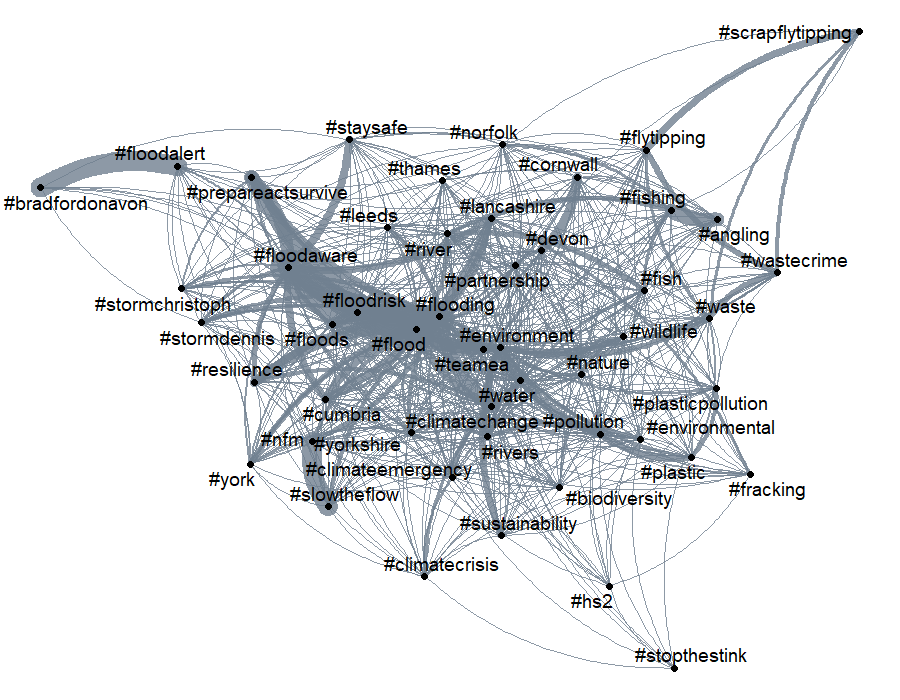 #scrapflytipping
#staysafe
#norfolk
#flytipping
#floodalert
#thames
#cornwall
#bradfordonavon
#prepareactsurvive
#leeds
#lancashire
#fishing
#angling
#floodaware
#river
#devon
#wastecrime
#partnership
#fish
#stormchristoph
#floodrisk
#flooding
#waste
#stormdennis
#floods
#flood
#environment
#wildlife
#resilience
#teamea
#nature
#cumbria
#water
#plasticpollution
#nfm
#yorkshire
#climatechange
#pollution
#environmental
#rivers
#york
#climateemergency
#plastic
#slowtheflow
#biodiversity
#fracking
#sustainability
#climatecrisis
#hs2
#stopthestink